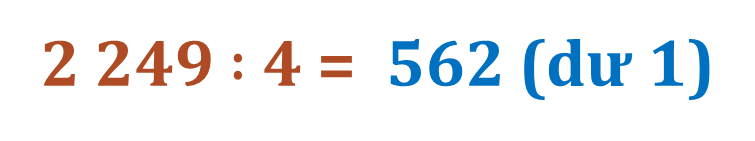 2 249 : 4 = 562 (dư 1)